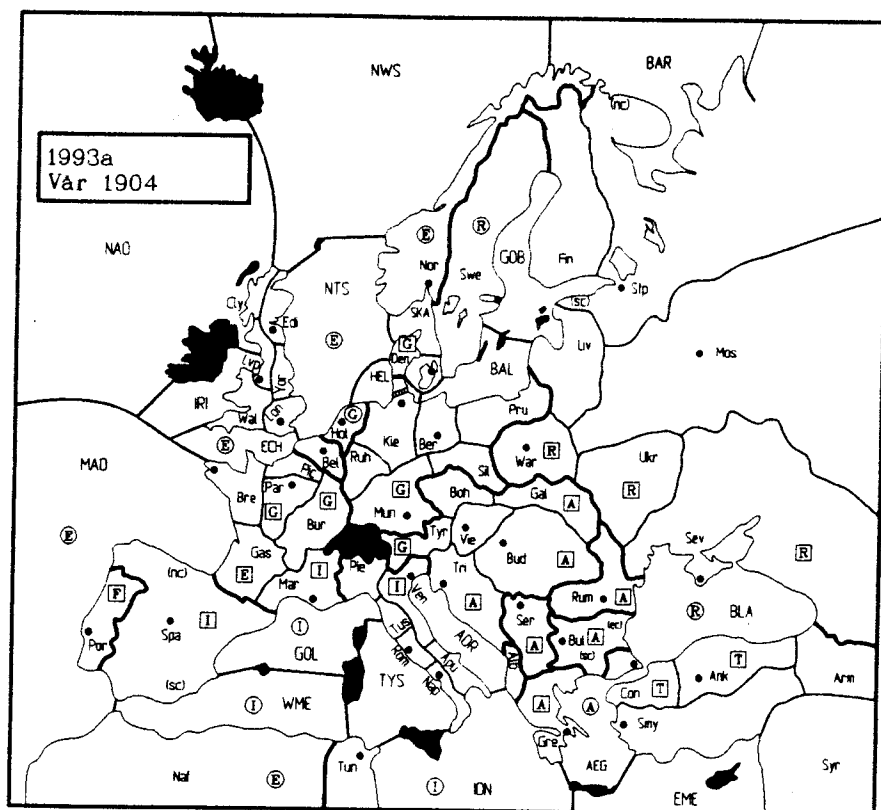 1993a
Vår 1904
NWS
BAR
(nc)
NAO
NTS
E
Nor
R
Swe
GOB
Fin
Stp
(sc)
Cly
Edi
E
SKA
G
Den
Liv
Mos
Lvp
Yor
HEL
BAL
IRI
Wal
Lon
Hol
G
Kie
Ber
Pru
War
R
Ukr
R
MAO
E
ECH
Bel
Ruh
Pic
Sil
Par
Bre
G
G
Bur
G
Mun
Boh
Gal
A
E
Tyr
Vie
Bud
A
Sev
R
Gas
E
Mar
I
Pie
G
I
Ven
Tri
A
Rum
A
R
BLA
(nc)
F
Por
Spa
I
I
GOL
Tus
Rom
ADR
Apu
Ser
A
Alb
Bul
A
(ec)
(sc)
Con
T
Ank
T
Arm
(sc)
WME
I
TYS
Nap
A
Gre
A
AEG
Smy
Naf
E
Tun
I
ION
EME
Syr